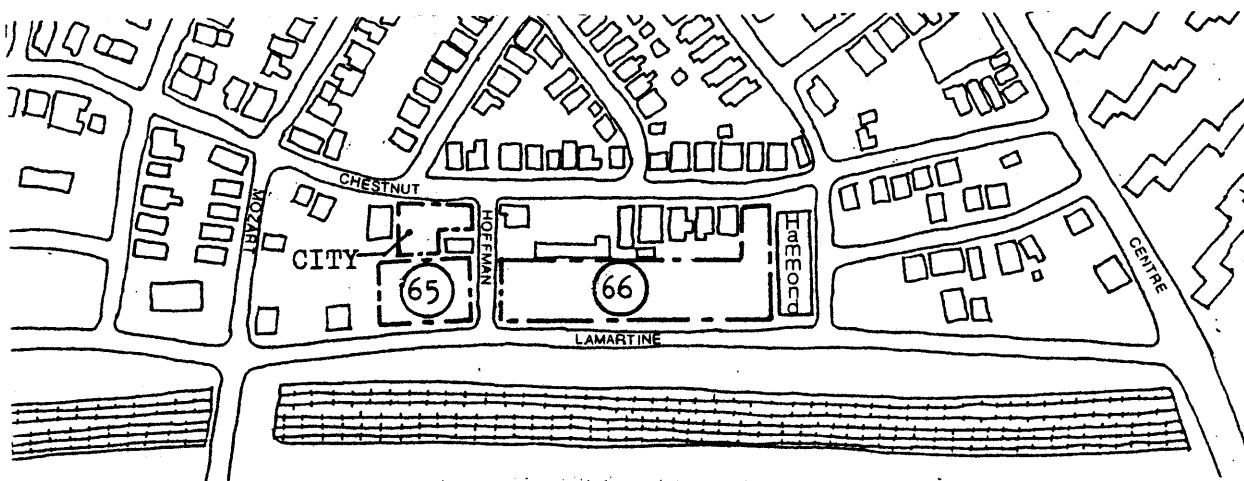 CHESTNUT
MOZART
HOFFMAN
Hammond
CENTRE
CITY
65
66
LAMARTINE